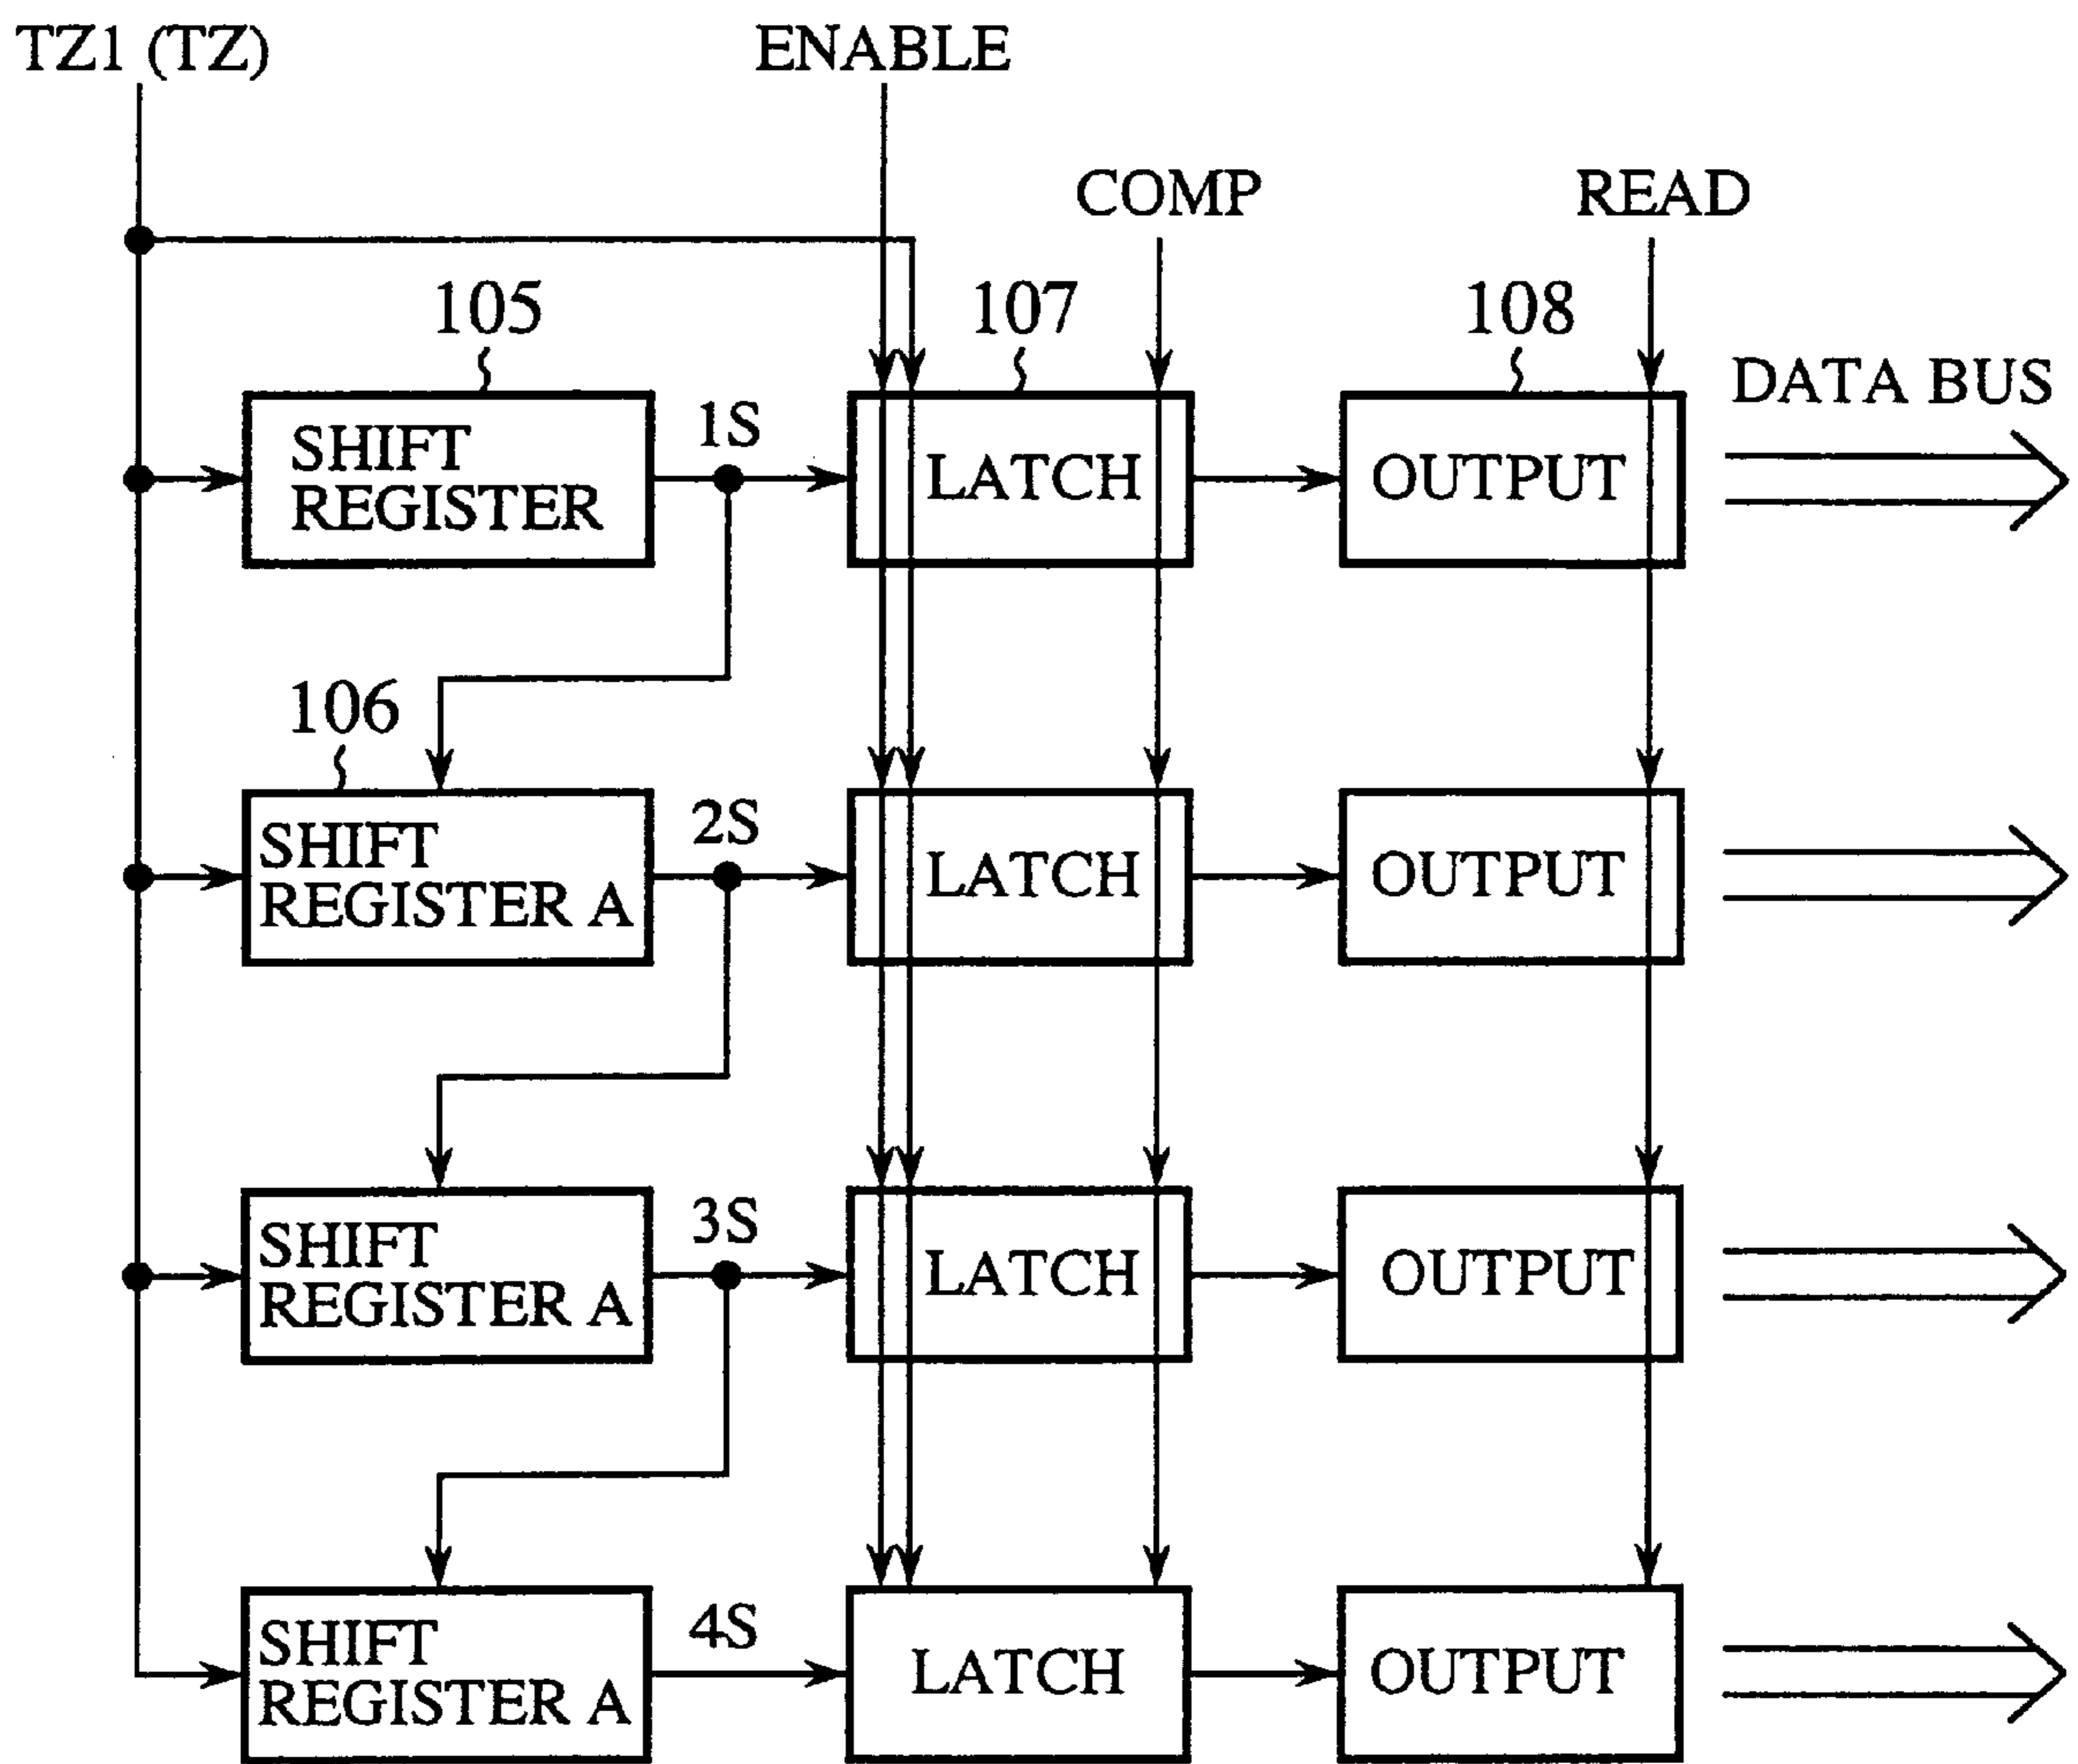 TZ1 (TZ)
ENABLE
COMP
READ
105
107
108
DATA BUS
SHIFT
REGISTER
1S
LATCH
OUTPUT
106
SHIFT
REGISTER A
2S
LATCH
OUTPUT
SHIFT
REGISTER A
3S
LATCH
OUTPUT
SHIFT
REGISTER A
4S
LATCH
OUTPUT